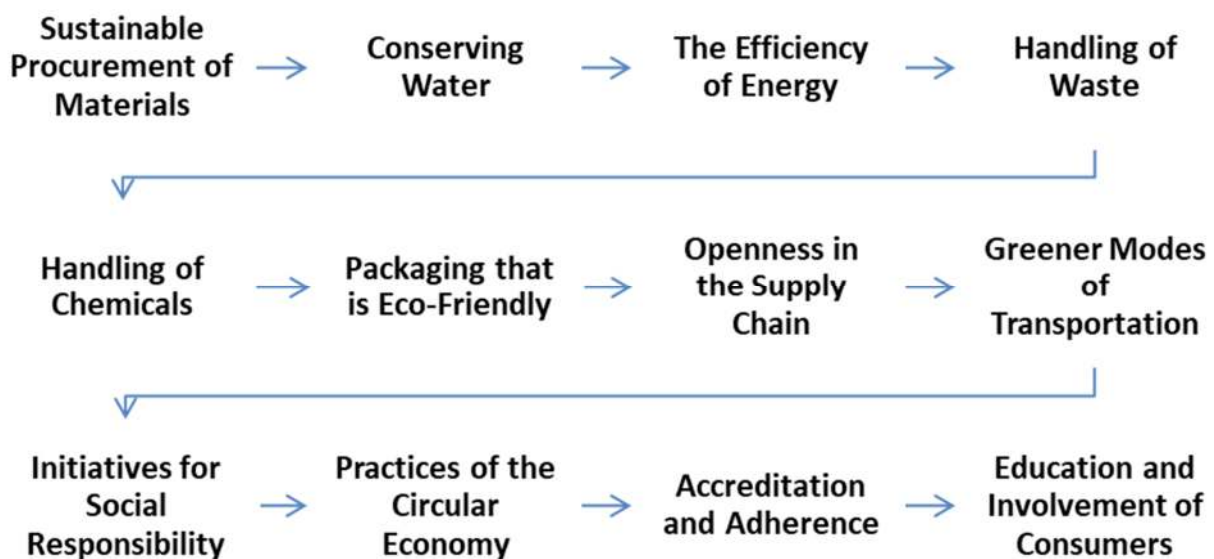 Sustainable
Procurement of
Materials
Conserving
Water
The Efficiency
of Energy
Handling of
Waste
Handling of
Chemicals
Packaging that
is Eco-Friendly
Openness in
the Supply
Chain
Greener Modes
of
Transportation
Initiatives for
Social
Responsibility
Practices of the
Circular
Economy
Accreditation
and Adherence
Education and
Involvement of
Consumers